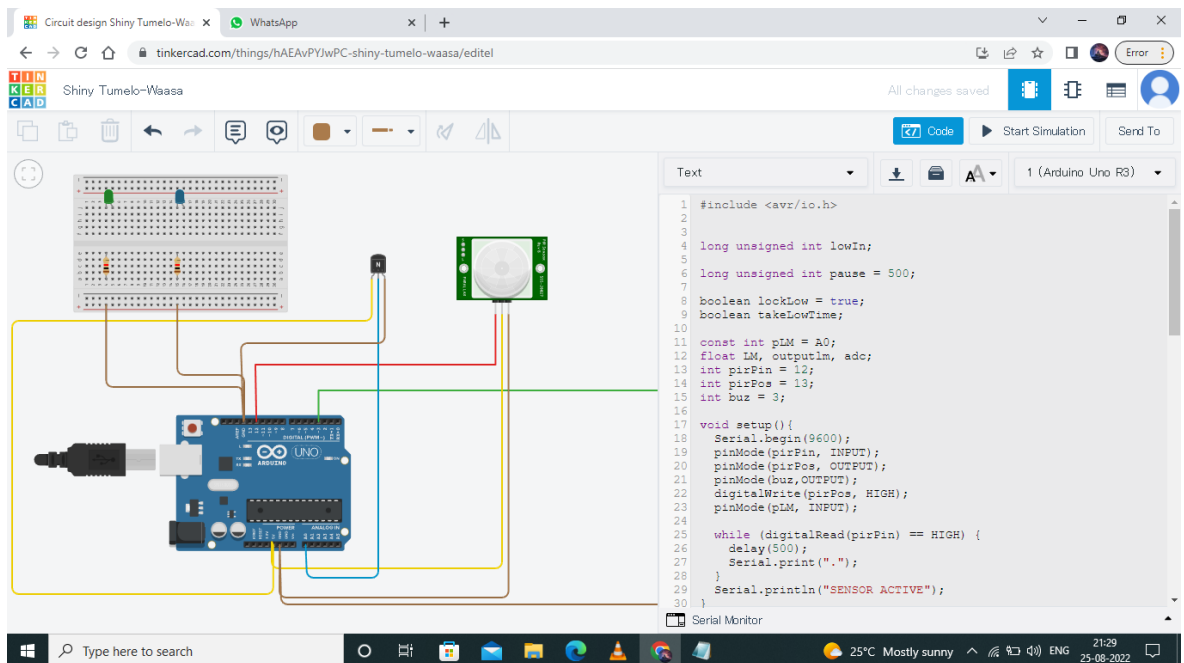 Circuit design Shiny Tumelo-Waa
WhatsApp
tinkercad.com/things/hAEAvPYJwPC-shiny-tumelo-waasa/editel
Error
TIN
KER
CAD
Shiny Tumelo-Waasa
All changes saved
Code
Start Simulation
Send To
Text
1 (Arduino Uno R3)
1 #include <avr/io.h>
2
3
4 long unsigned int lowIn;
5
6 long unsigned int pause = 500;
7
8 boolean lockLow = true;
9 boolean takeLowTime;
10
11 const int pLM = A0;
12 float LM, outputlm, adc;
13 int pirPin = 12;
14 int pirPos = 13;
15 int buz = 3;
16
17 void setup(){
18 Serial.begin(9600);
19 pinMode(pirPin, INPUT);
20 pinMode(pirPos, OUTPUT);
21 pinMode(buz,OUTPUT);
22 digitalWrite(pirPos, HIGH);
23 pinMode(pLM, INPUT);
24
25 while (digitalRead(pirPin) == HIGH) {
26 delay(500);
27 Serial.print(".");
28 }
29 Serial.println("SENSOR ACTIVE");
30 }
Serial Monitor
N
DIGITAL (PWM~)
UNO
ARDUINO
POWER
ANALOG IN
Type here to search
25°C Mostly sunny
ENG
21:29
25-08-2022